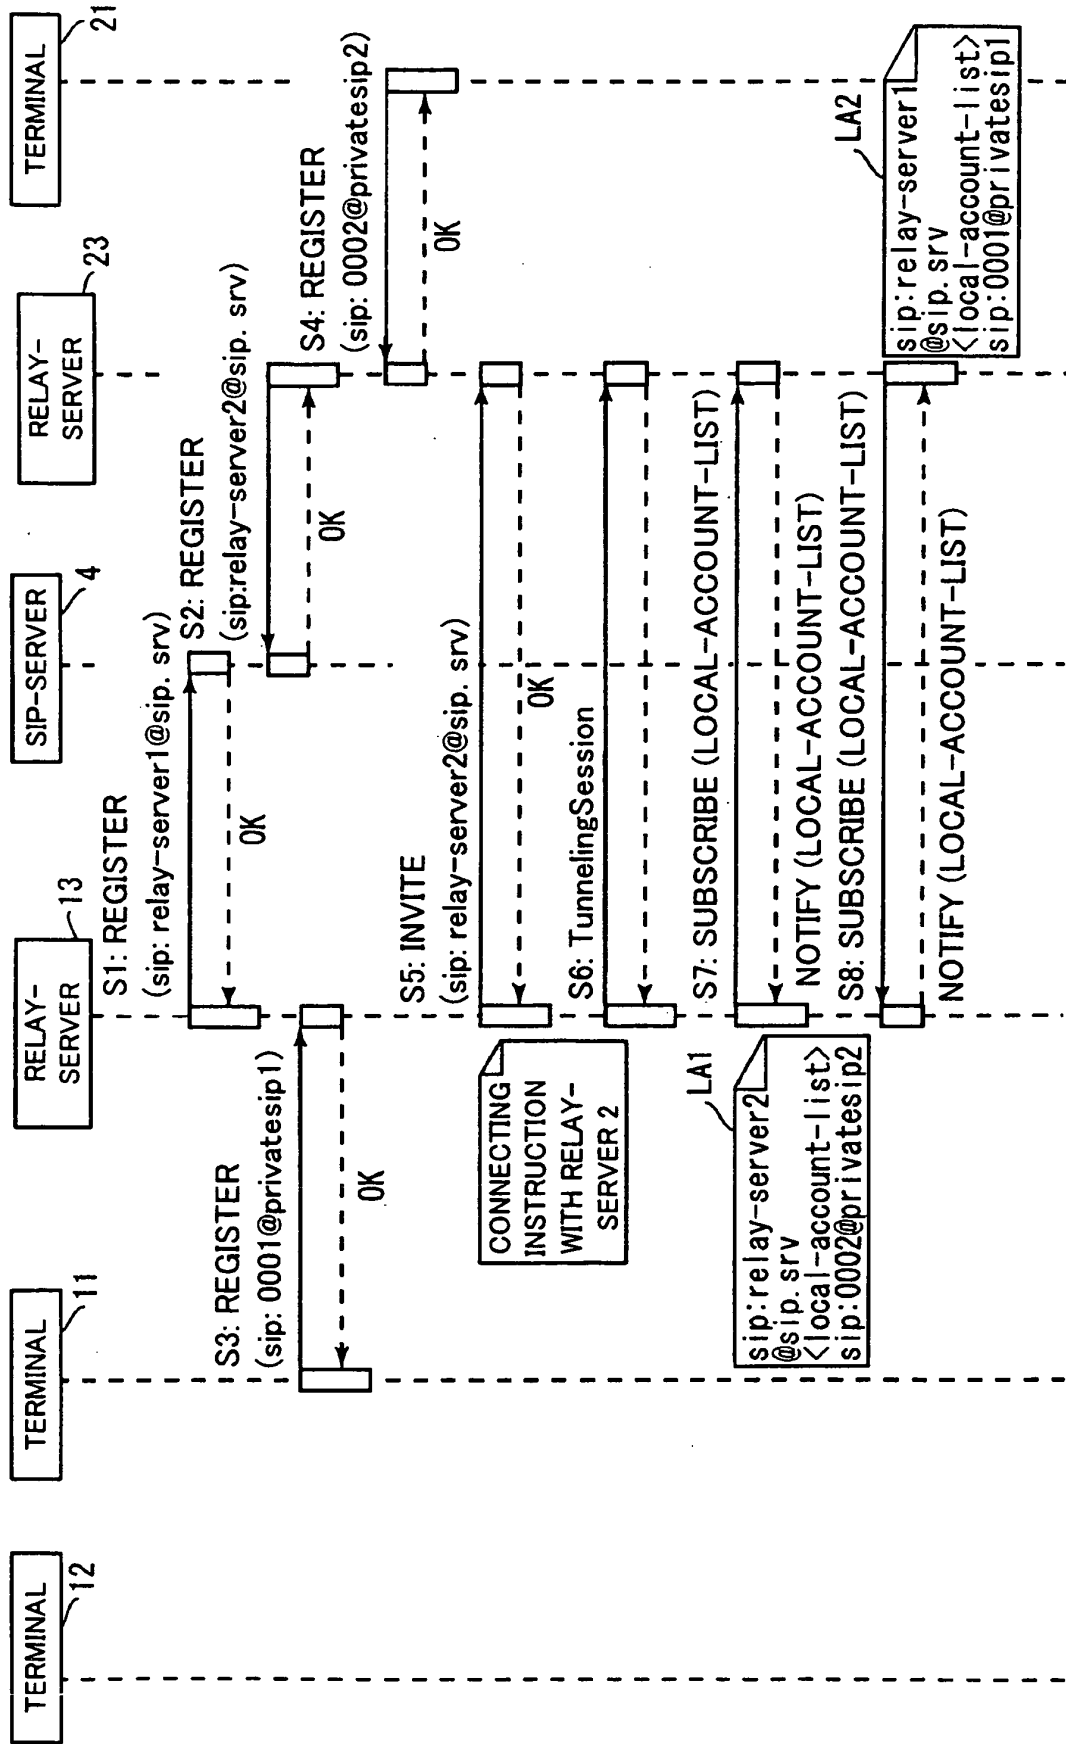 TERMINAL
12
TERMINAL
11
RELAY-
SERVER
13
SIP-SERVER
4
RELAY-
SERVER
23
TERMINAL
21
S1: REGISTER
(sip: relay-server1@sip. srv)
OK
S2: REGISTER
(sip:relay-server2@sip. srv)
OK
S3: REGISTER
(sip: 0001@privatesip1)
OK
S4: REGISTER
(sip: 0002@privatesip2)
OK
CONNECTING
INSTRUCTION
WITH RELAY-
SERVER 2
S5: INVITE
(sip: relay-server2@sip. srv)
OK
S6: TunnelingSession
S7: SUBSCRIBE (LOCAL-ACCOUNT-LIST)
NOTIFY (LOCAL-ACCOUNT-LIST)
LA1
sip:relay-server2
@sip.srv
<local-account-list>
sip:0002@privatesip2
S8: SUBSCRIBE (LOCAL-ACCOUNT-LIST)
NOTIFY (LOCAL-ACCOUNT-LIST)
LA2
sip:relay-server1
@sip.srv
<local-account-list>
sip:0001@privatesip1